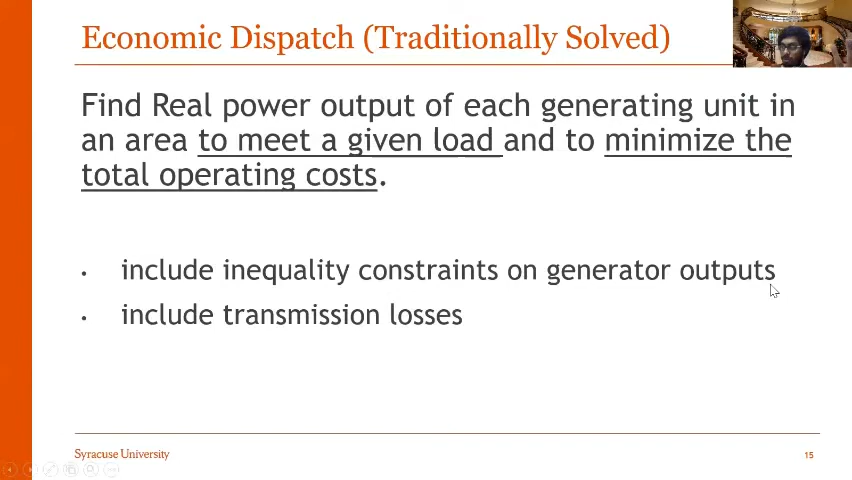 Economic Dispatch (Traditionally Solved)
Find Real power output of each generating unit in
an area to meet a given load and to minimize the
total operating costs.
• include inequality constraints on generator outputs
• include transmission losses
Syracuse University
15